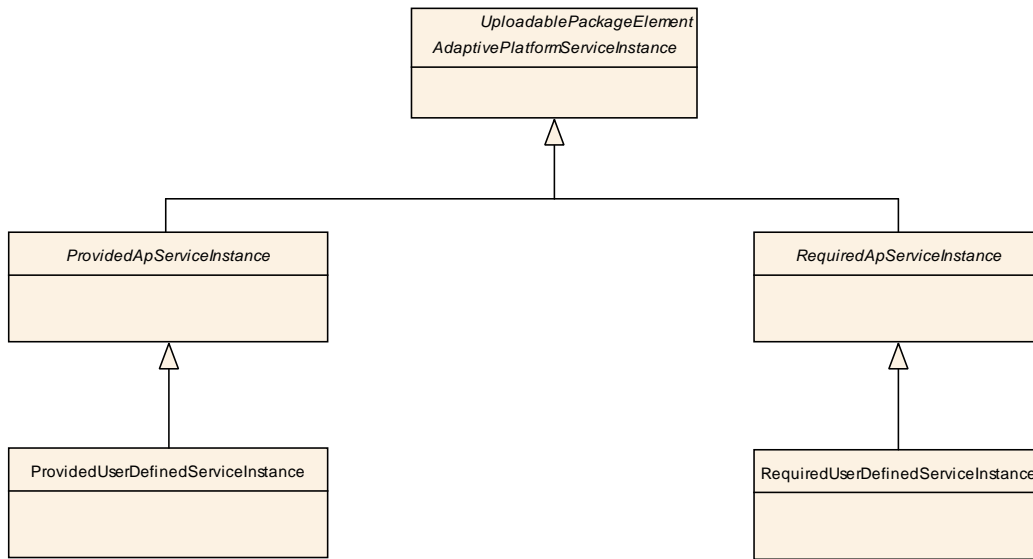 UploadablePackageElement
AdaptivePlatformServiceInstance
ProvidedApServiceInstance
RequiredApServiceInstance
ProvidedUserDefinedServiceInstance
RequiredUserDefinedServiceInstance